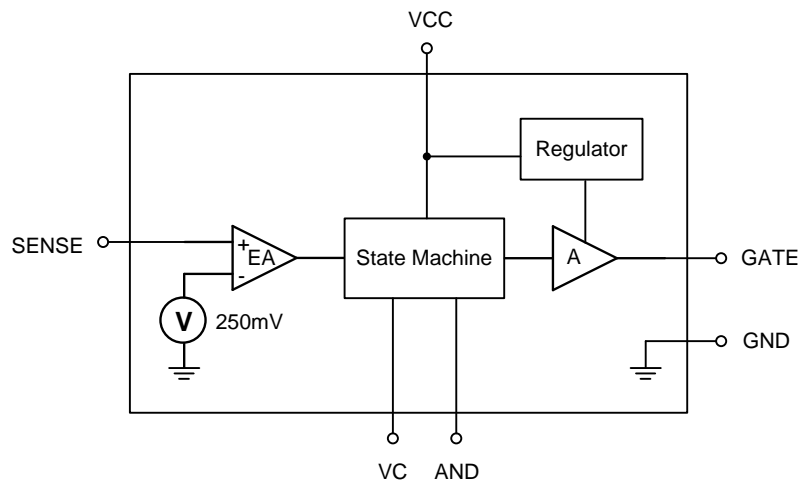 VCC
Regulator
SENSE
+
EA
-
State Machine
A
GATE
V
250mV
GND
VC
AND